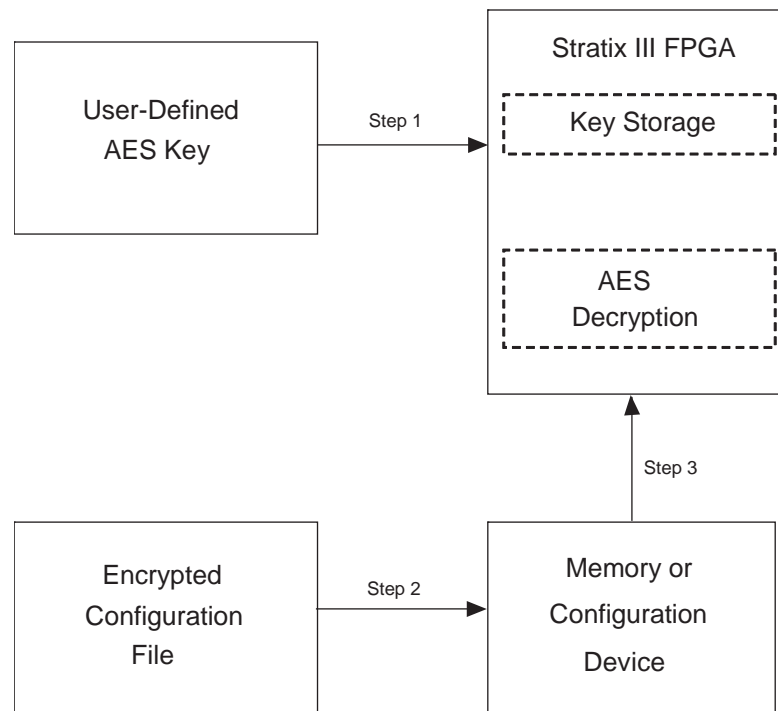 User-Defined
AES Key
Step 1
Stratix III FPGA
Key Storage
AES
Decryption
Step 3
Encrypted
Configuration
File
Step 2
Memory or
Configuration
Device